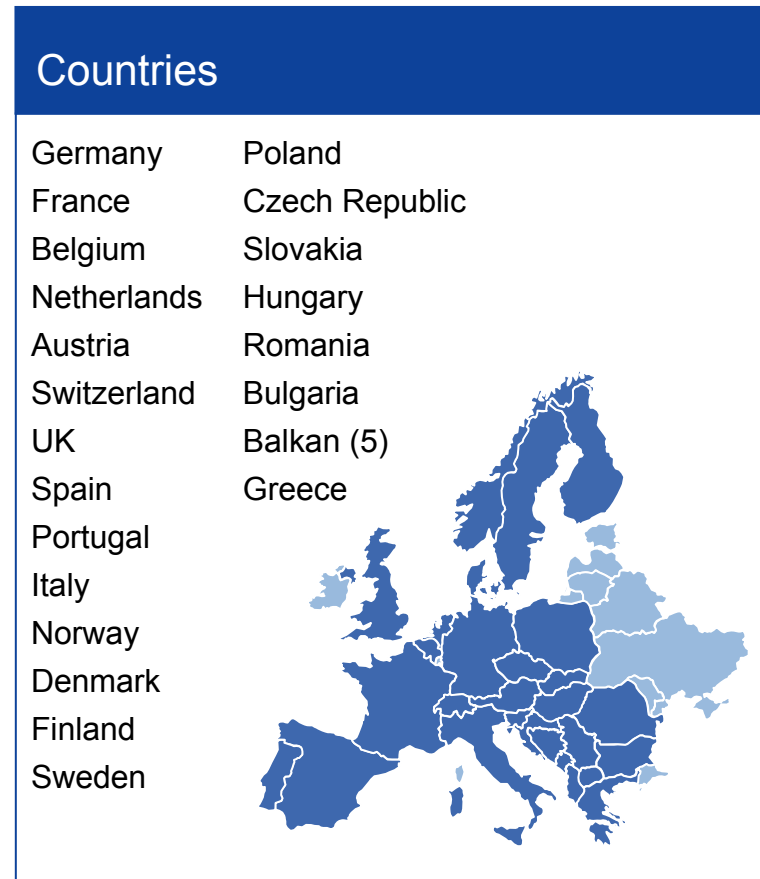 Countries
Germany
France
Belgium
Netherlands
Austria
Switzerland
UK
Spain
Portugal
Italy
Norway
Denmark
Finland
Sweden
Poland
Czech Republic
Slovakia
Hungary
Romania
Bulgaria
Balkan (5)
Greece